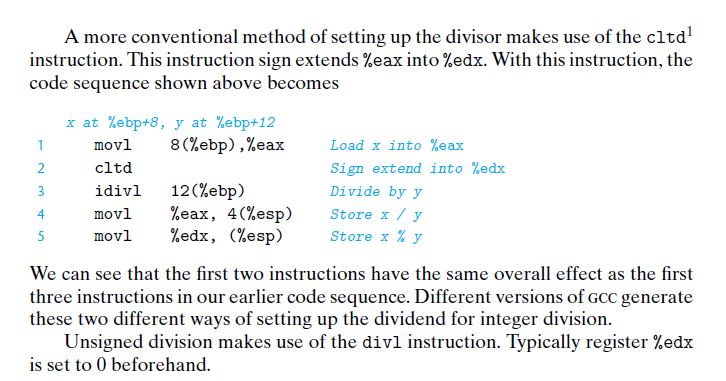 A more conventional method of setting up the divisor makes use of the cltd1
instruction. This instruction sign extends %eax into %edx. With this instruction, the
code sequence shown above becomes
x at %ebp+8, y at %ebp+12
1 movl 8(%ebp),%eax Load x into %eax
2 cltd Sign extend into %edx
3 idivl 12(%ebp) Divide by y
4 movl %eax, 4(%esp) Store x / y
5 movl %edx, (%esp) Store x % y
We can see that the first two instructions have the same overall effect as the first
three instructions in our earlier code sequence. Different versions of GCC generate
these two different ways of setting up the dividend for integer division.
Unsigned division makes use of the divl instruction. Typically register %edx
is set to 0 beforehand.